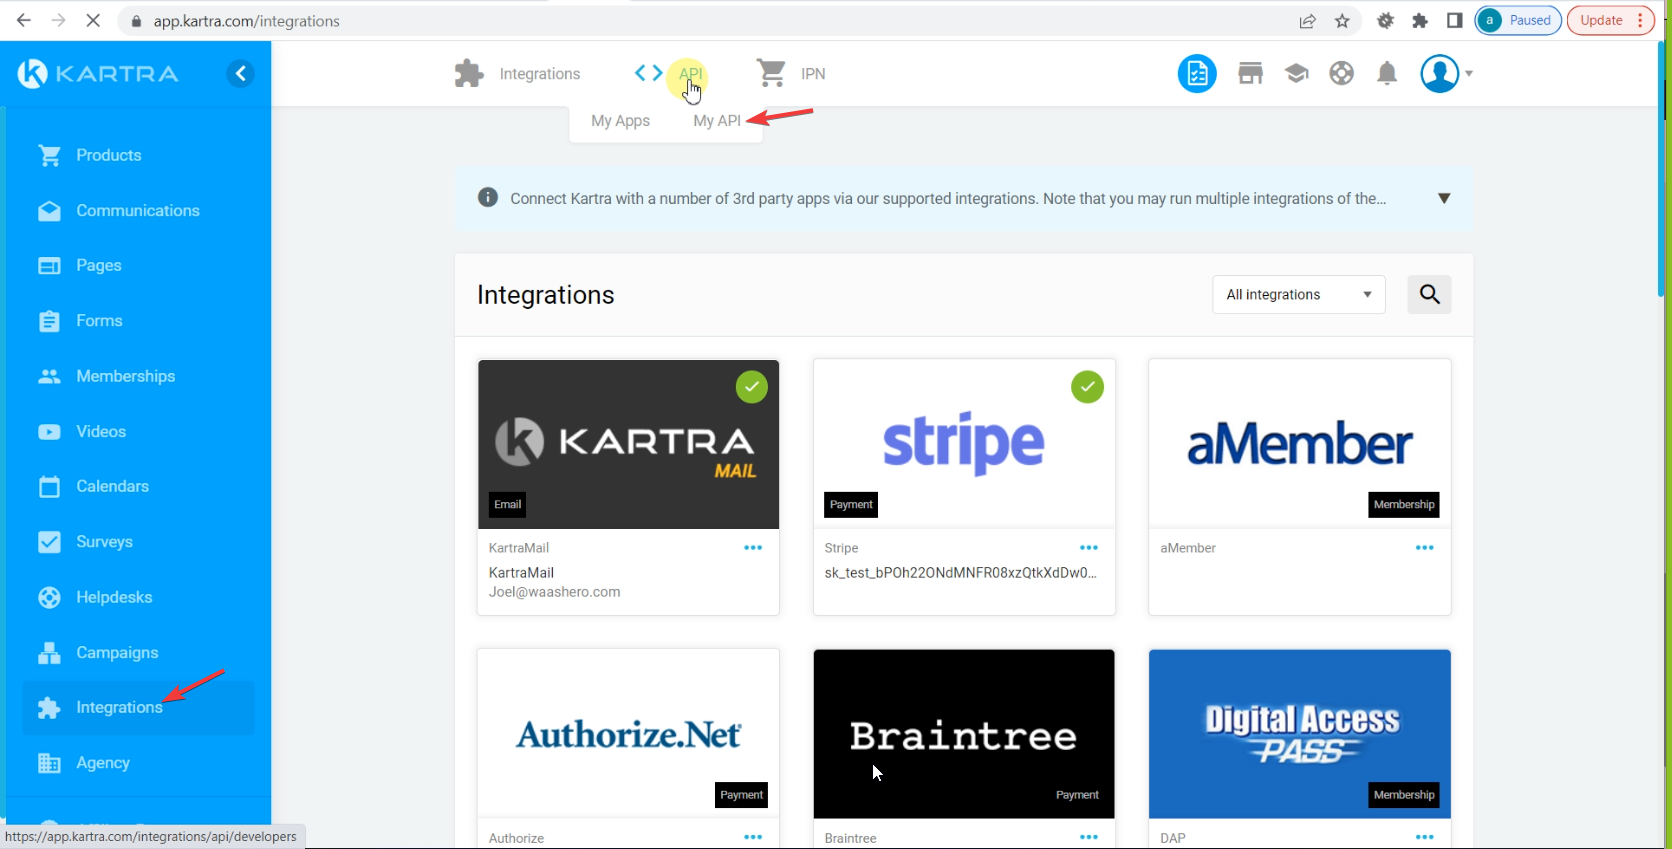 app.kartra.com/integrations
a Paused
Update
KARTRA
Integrations
API
IPN
My Apps
My API
Products
Communications
Pages
Forms
Memberships
Videos
Calendars
Surveys
Helpdesks
Campaigns
Integrations
Agency
Connect Kartra with a number of 3rd party apps via our supported integrations. Note that you may run multiple integrations of the...
Integrations
All integrations
KARTRA
MAIL
Email
KartraMail
KartraMail
Joel@waashero.com
stripe
Payment
Stripe
sk_test_bPOh22ONdMNFR08xzQtkXdDw0...
aMember
Membership
aMember
Authorize.Net
Payment
Authorize
Braintree
Payment
Braintree
Digital Access
PASS
Membership
DAP
https://app.kartra.com/integrations/api/developers